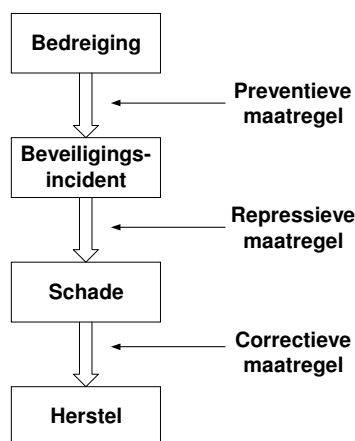 Bedreiging
Preventieve
maatregel
Beveiligings-
incident
Repressieve
maatregel
Schade
Correctieve
maatregel
Herstel